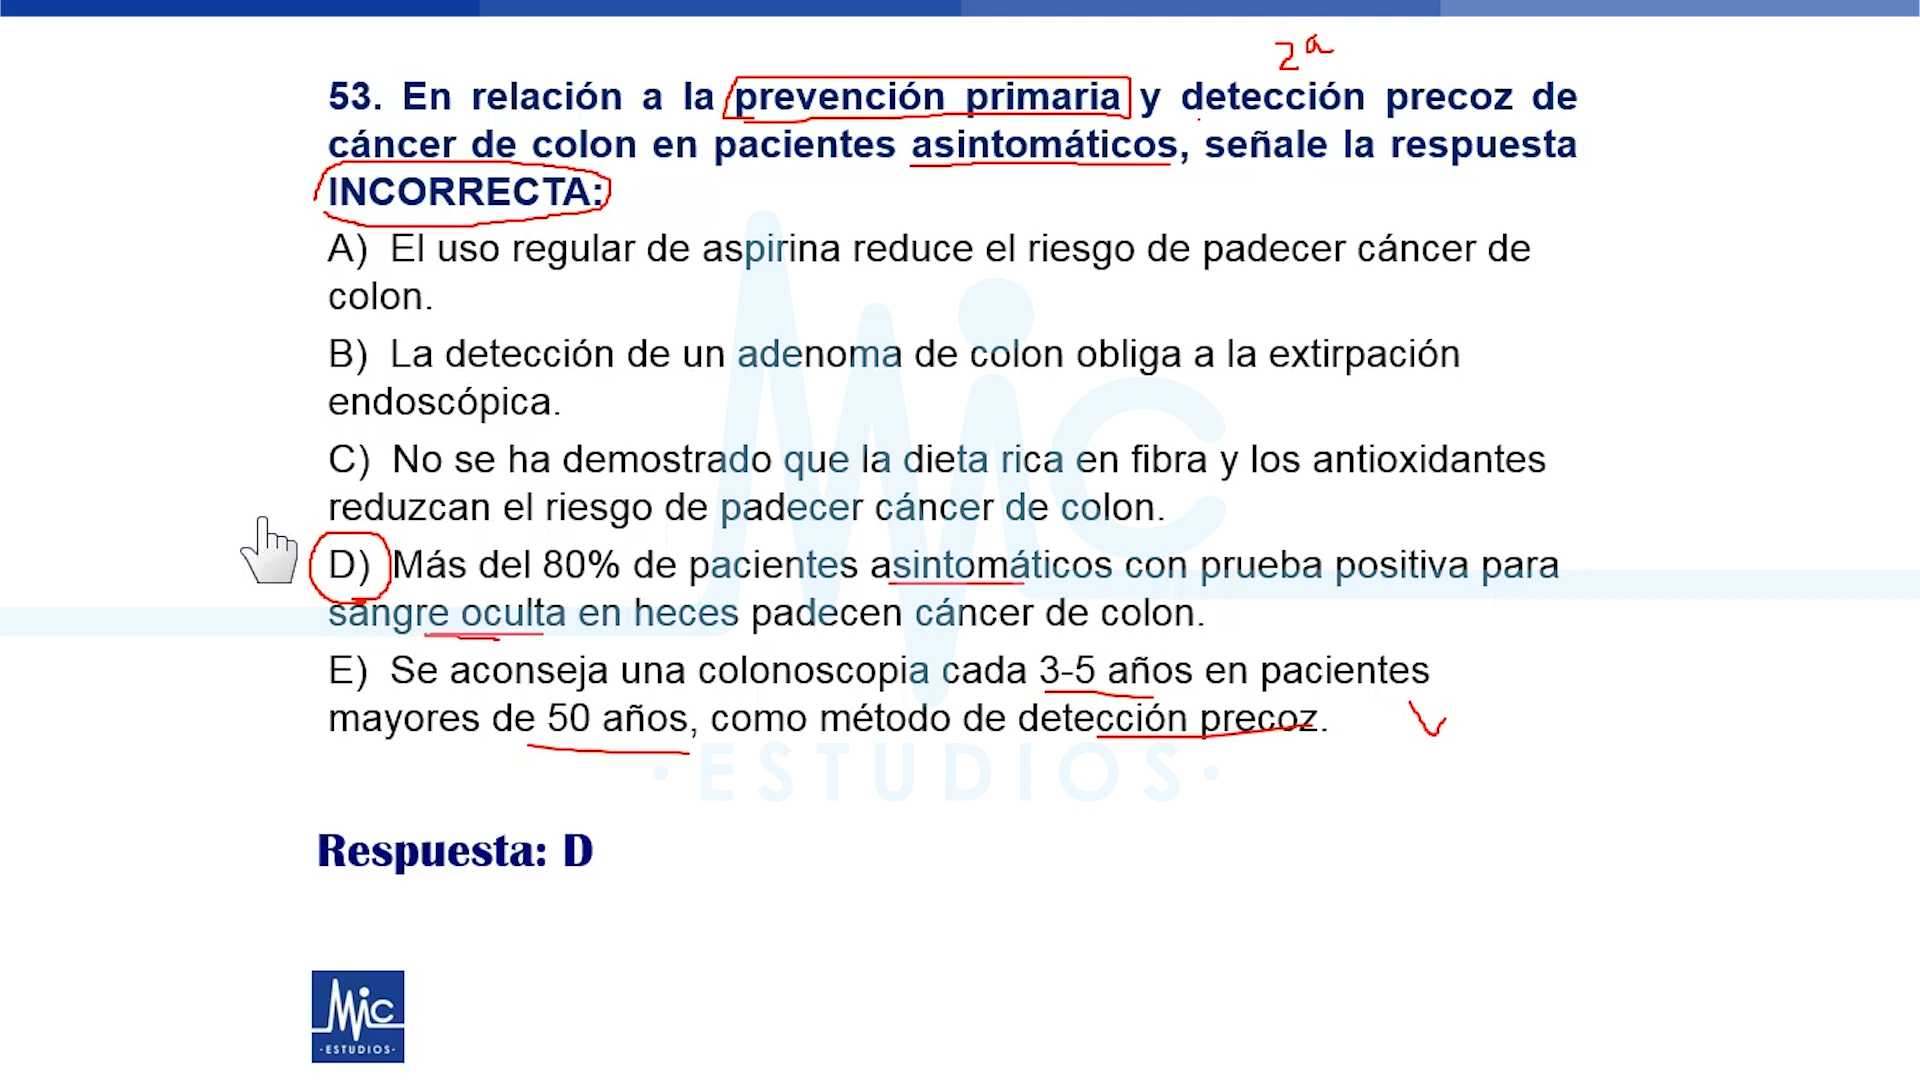 2ª
53. En relación a la prevención primaria y detección precoz de
cáncer de colon en pacientes asintomáticos, señale la respuesta
INCORRECTA:
A) El uso regular de aspirina reduce el riesgo de padecer cáncer de
colon.
B) La detección de un adenoma de colon obliga a la extirpación
endoscópica.
C) No se ha demostrado que la dieta rica en fibra y los antioxidantes
reduzcan el riesgo de padecer cáncer de colon.
D) Más del 80% de pacientes asintomáticos con prueba positiva para
sangre oculta en heces padecen cáncer de colon.
E) Se aconseja una colonoscopia cada 3-5 años en pacientes
mayores de 50 años, como método de detección precoz.
MiC
·ESTUDIOS·
Respuesta: D
MiC
·ESTUDIOS·